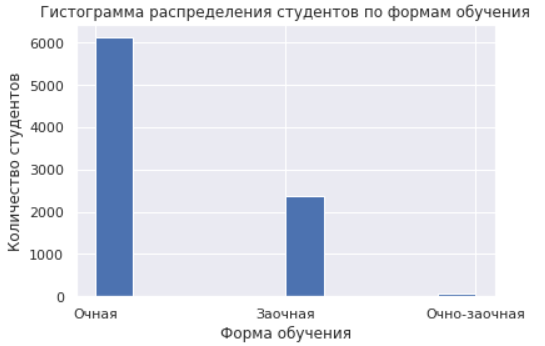 Гистограмма распределения студентов по формам обучения
Количество студентов
6000
5000
4000
3000
2000
1000
0
Очная Заочная Очно-заочная
Форма обучения